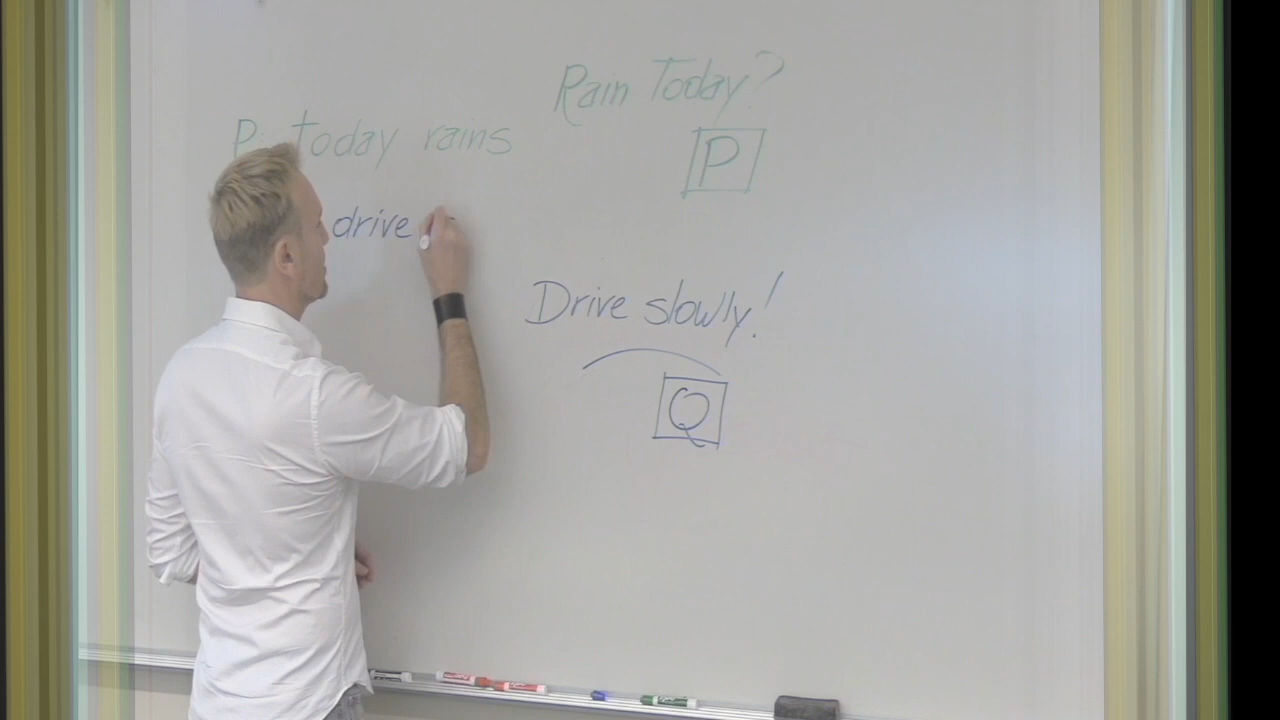 Rain Today?
P: today rains
P
drive
Drive slowly!
Q